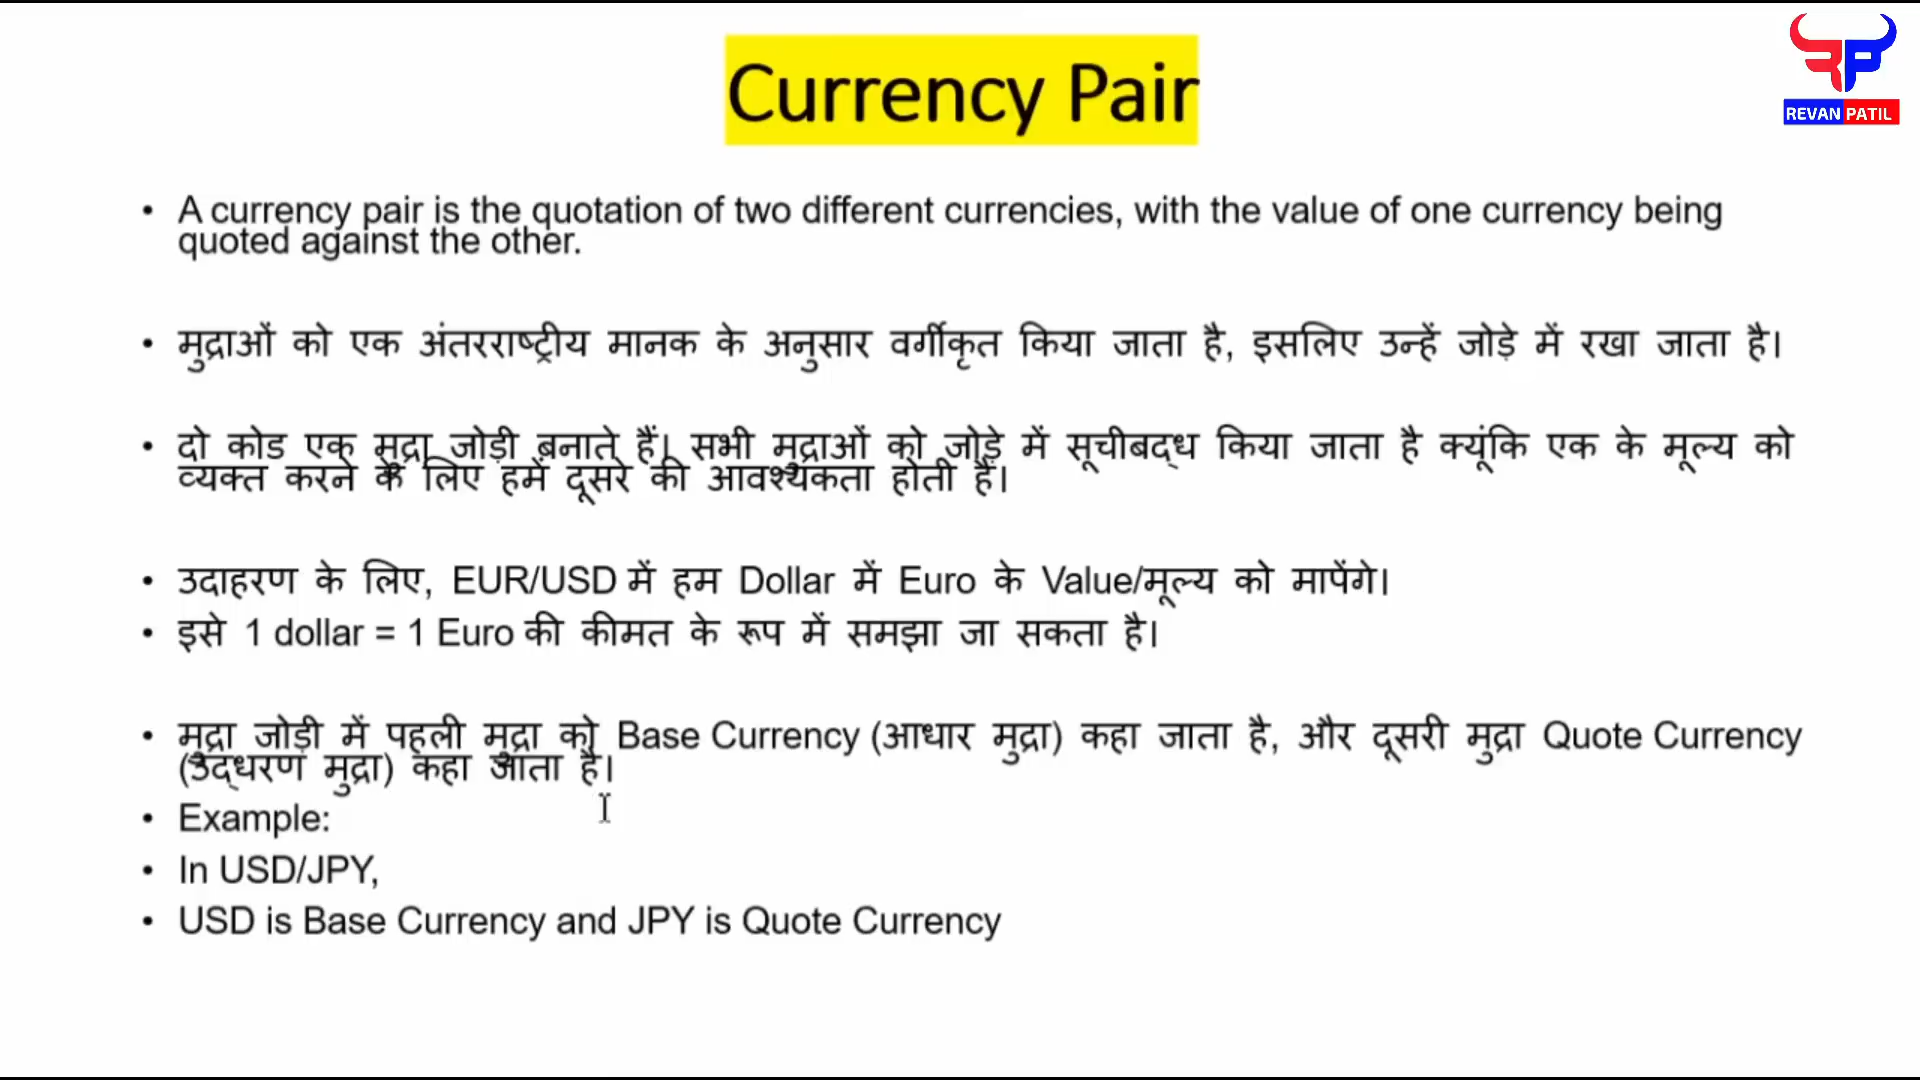 Currency Pair
REVAN PATIL
• A currency pair is the quotation of two different currencies, with the value of one currency being
quoted against the other.
• मुद्राओं को एक अंतरराष्ट्रीय मानक के अनुसार वर्गीकृत किया जाता है, इसलिए उन्हें जोड़े में रखा जाता है।
• दो कोड एक मुद्रा जोड़ी बनाते हैं। सभी मुद्राओं को जोड़े में सूचीबद्ध किया जाता है क्यूंकि एक के मूल्य को
व्यक्त करने के लिए हमें दूसरे की आवश्यकता होती है।
• उदाहरण के लिए, EUR/USD में हम Dollar में Euro के Value/मूल्य को मापेंगे।
• इसे 1 dollar = 1 Euro की कीमत के रूप में समझा जा सकता है।
• मुद्रा जोड़ी में पहली मुद्रा को Base Currency (आधार मुद्रा) कहा जाता है, और दूसरी मुद्रा Quote Currency
(उद्धरण मुद्रा) कहा जाता है।
• Example:
• In USD/JPY,
• USD is Base Currency and JPY is Quote Currency